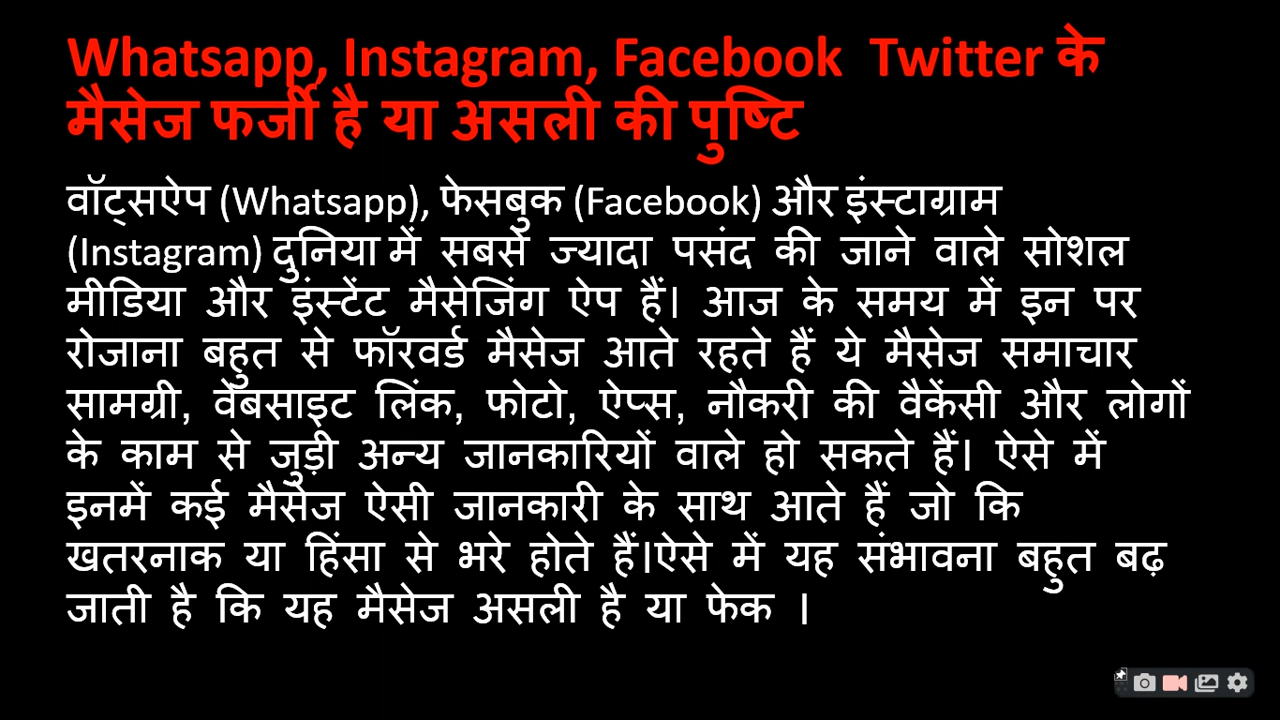 Whatsapp, Instagram, Facebook Twitter के
मैसेज फर्जी है या असली की पुष्टि
वॉट्सऐप (Whatsapp), फेसबुक (Facebook) और इंस्टाग्राम
(Instagram) दुनिया में सबसे ज्यादा पसंद की जाने वाले सोशल
मीडिया और इंस्टेंट मैसेजिंग ऐप हैं। आज के समय में इन पर
रोजाना बहुत से फॉरवर्ड मैसेज आते रहते हैं ये मैसेज समाचार
सामग्री, वेबसाइट लिंक, फोटो, ऐप्स, नौकरी की वैकेंसी और लोगों
के काम से जुड़ी अन्य जानकारियों वाले हो सकते हैं। ऐसे में
इनमें कई मैसेज ऐसी जानकारी के साथ आते हैं जो कि
खतरनाक या हिंसा से भरे होते हैं।ऐसे में यह संभावना बहुत बढ़
जाती है कि यह मैसेज असली है या फेक ।